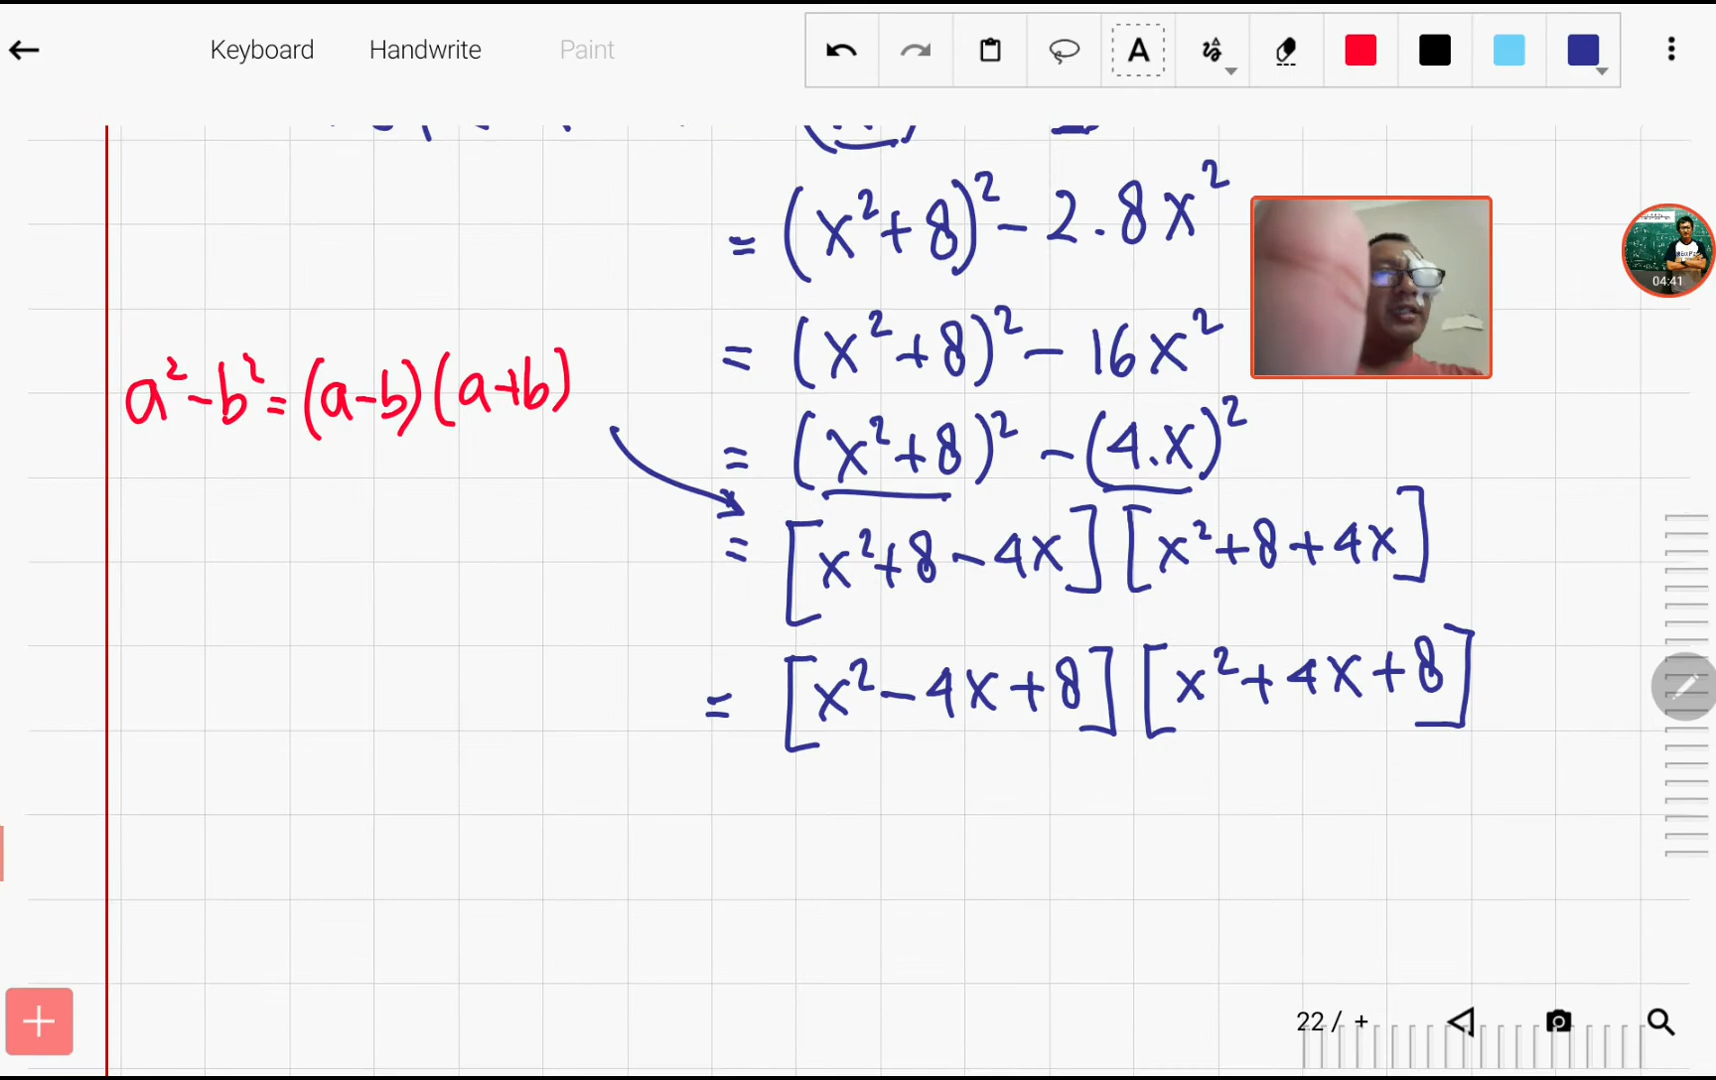 Keyboard Handwrite Paint
A
= (x²+8)² - 2.8x²
04:41
= (x²+8)² - 16x²
a²-b²=(a-b)(a+b)
= (x²+8)² - (4.x)²
= [x²+8-4x] [x²+8+4x]
= [x²-4x+8] [x²+4x+8]
22 / +